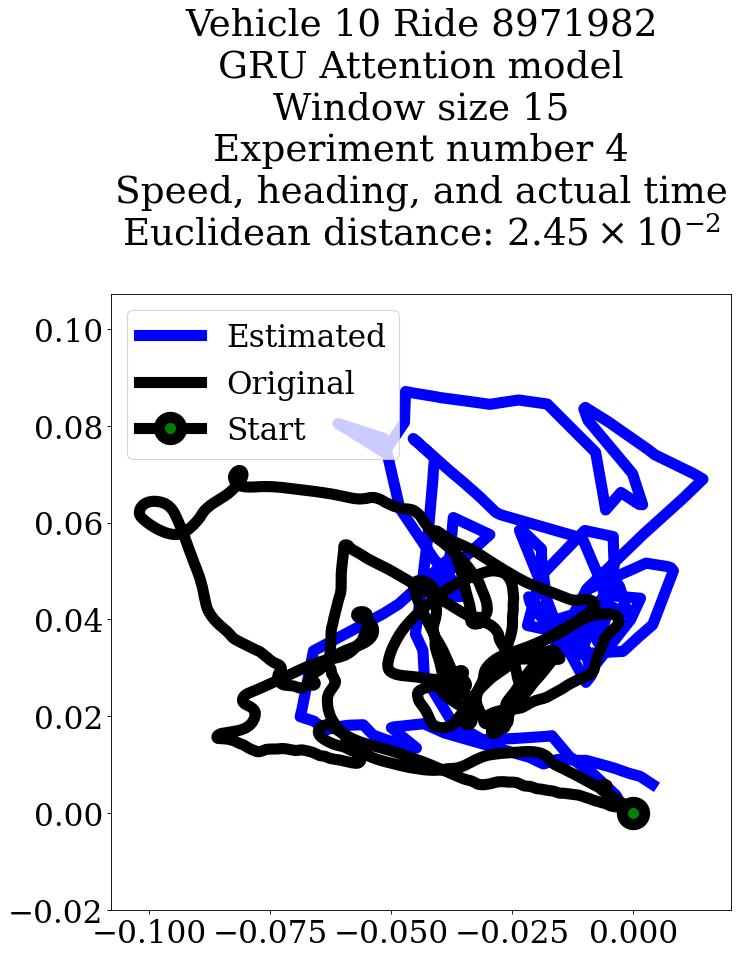 Vehicle 10 Ride 8971982
GRU Attention model
Window size 15
Experiment number 4
Speed, heading, and actual time
Euclidean distance: 2.45 × 10⁻²
Estimated
Original
Start
0.10
0.08
0.06
0.04
0.02
0.00
−0.02
−0.100 −0.075 −0.050 −0.025 0.000